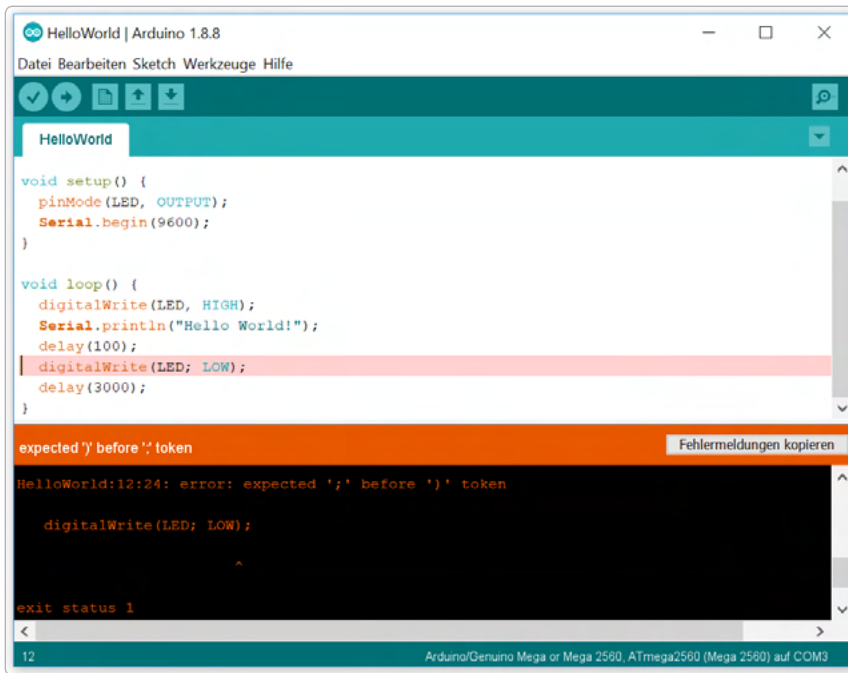 HelloWorld | Arduino 1.8.8
Datei Bearbeiten Sketch Werkzeuge Hilfe
HelloWorld
void setup() {
  pinMode(LED, OUTPUT);
  Serial.begin(9600);
}
void loop() {
  digitalWrite(LED, HIGH);
  Serial.println("Hello World!");
  delay(100);
  digitalWrite(LED; LOW);
  delay(3000);
}
expected ')' before ';' token
Fehlermeldungen kopieren
HelloWorld:12:24: error: expected ';' before ')' token
   digitalWrite(LED; LOW);
                        ^
exit status 1
12
Arduino/Genuino Mega or Mega 2560, ATmega2560 (Mega 2560) auf COM3